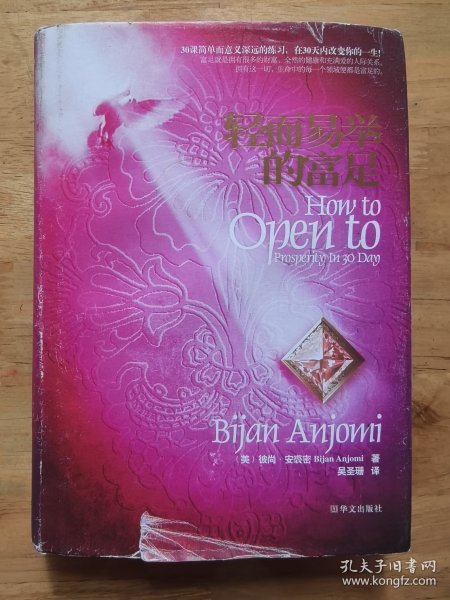 30课简单而意义深远的练习，在30天内改变你的一生！
富足就是拥有很多的财富、全然的健康和充满爱的人际关系。
拥有这一切，生命中的每一个领域便都是富足的。
轻而易举
的富足
How to
Open to
Prosperity In 30 Day
Bijan Anjomi
（美）彼尚·安裘密 Bijan Anjomi 著
吴圣珊 译
华文出版社
孔夫子旧书网
www.kongfz.com